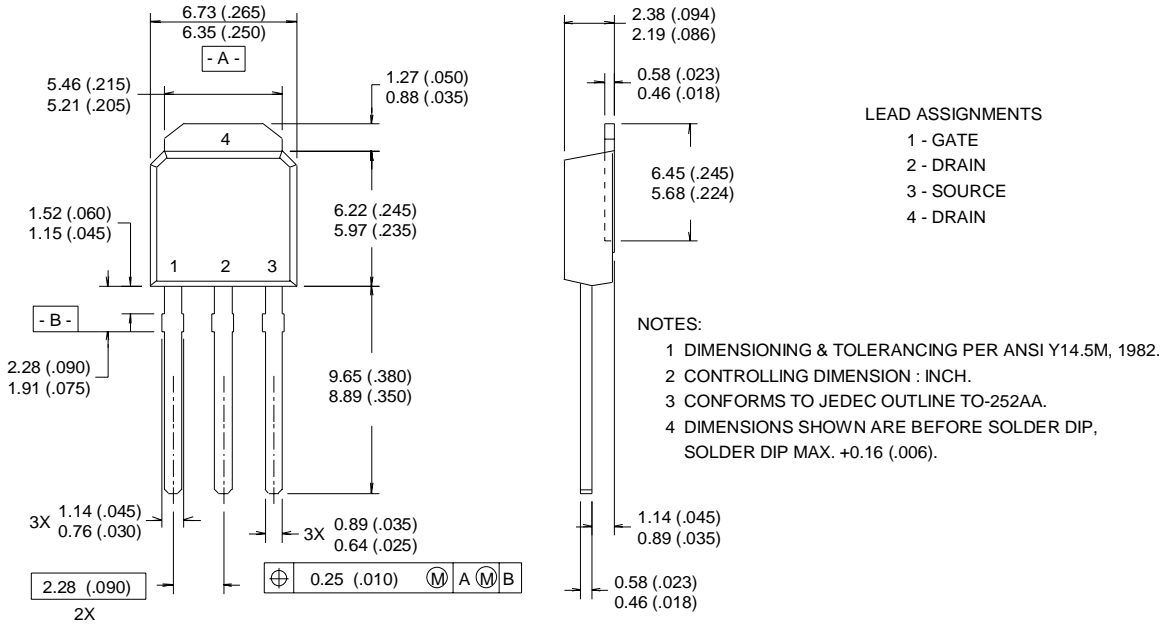 6.73 (.265)
6.35 (.250)
- A -
5.46 (.215)
5.21 (.205)
1.27 (.050)
0.88 (.035)
4
1.52 (.060)
1.15 (.045)
6.22 (.245)
5.97 (.235)
1 2 3
- B -
2.28 (.090)
1.91 (.075)
9.65 (.380)
8.89 (.350)
3X 1.14 (.045)
0.76 (.030)
3X 0.89 (.035)
0.64 (.025)
2.28 (.090)
2X
⌖ 0.25 (.010) Ⓜ A Ⓜ B
2.38 (.094)
2.19 (.086)
0.58 (.023)
0.46 (.018)
6.45 (.245)
5.68 (.224)
1.14 (.045)
0.89 (.035)
0.58 (.023)
0.46 (.018)
LEAD ASSIGNMENTS
1 - GATE
2 - DRAIN
3 - SOURCE
4 - DRAIN
NOTES:
1 DIMENSIONING & TOLERANCING PER ANSI Y14.5M, 1982.
2 CONTROLLING DIMENSION : INCH.
3 CONFORMS TO JEDEC OUTLINE TO-252AA.
4 DIMENSIONS SHOWN ARE BEFORE SOLDER DIP,
SOLDER DIP MAX. +0.16 (.006).